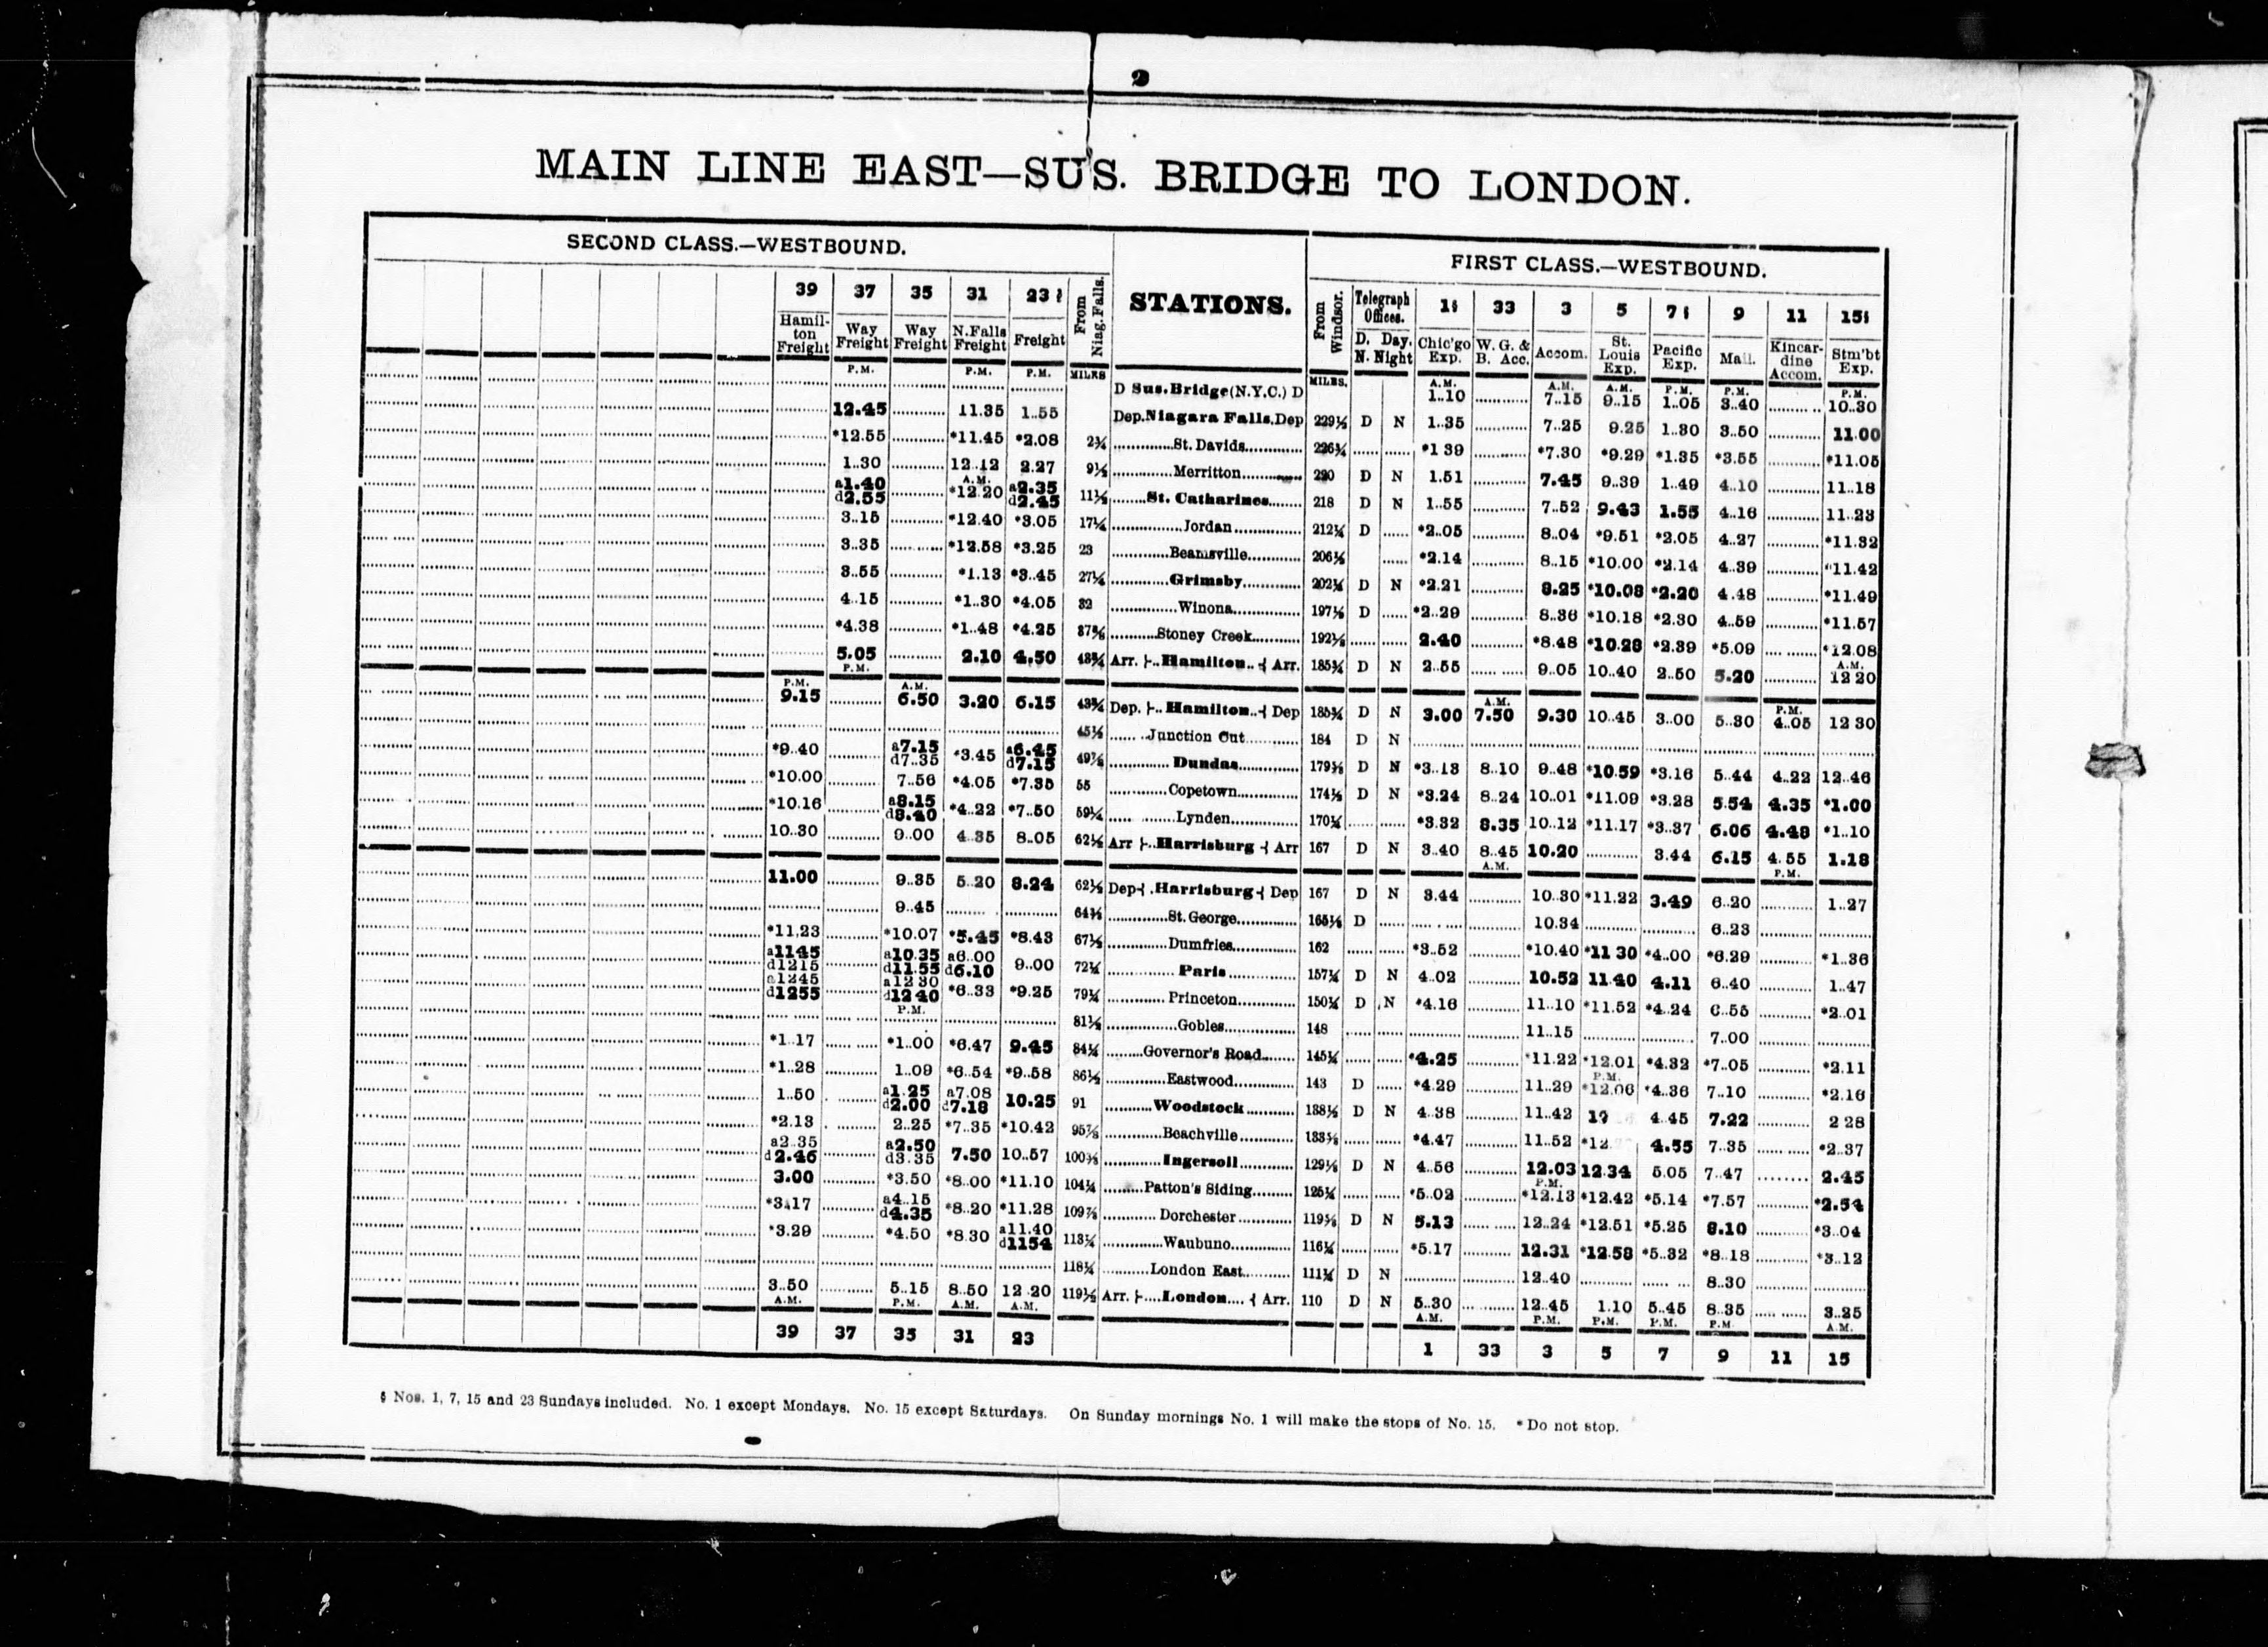 2
MAIN LINE EAST—SUS. BRIDGE TO LONDON.
SECOND CLASS.—WESTBOUND. STATIONS. FIRST CLASS.—WESTBOUND.
39 37 35 31 23 § From Niag. Falls. From Windsor. Telegraph Offices. 1§ 33 3 5 7§ 9 11 15§
Hamilton Freight Way Freight Way Freight N.Falls Freight Freight D. Day. N. Night Chic'go Exp. W. G. & B. Acc. Accom. St. Louis Exp. Pacific Exp. Mail. Kincardine Accom. Stm'bt Exp.
P.M. P.M. P.M. MILES MILES. A.M. A.M. A.M. P.M. P.M. P.M.
D Sus. Bridge (N.Y.C.) D 1..10 7..15 9..15 1..05 3..40 10..30
12.45 11.35 1..55 Dep. Niagara Falls. Dep 229½ D N 1..35 7..25 9.25 1..30 3..50 11.00
*12.55 *11.45 *2.08 2¾ St. Davids 226¾ *1 39 *7.30 *9.29 *1.35 *3.55 *11.05
1..30 12..12 2.27 9½ Merritton 220 D N 1.51 7.45 9..39 1..49 4..10 11..18
a1.40 d2.55 A.M. *12.20 a2.35 d2.45 11½ St. Catharines 218 D N 1..55 7..52 9.43 1.55 4..16 11..23
3..15 *12.40 *3.05 17¼ Jordan 212¼ D *2..05 8..04 *9.51 *2.05 4..27 *11.32
3..35 *12.58 *3.25 23 Beamsville 206½ *2.14 8..15 *10.00 *2.14 4..39 *11.42
3..55 *1.13 *3..45 27¼ Grimsby 202¼ D N *2.21 8.25 *10.08 *2.20 4.48 *11.49
4..15 *1..30 *4.05 32 Winona 197½ D *2..29 8..36 *10.18 *2.30 4..59 *11.57
*4.38 *1..48 *4.25 Stoney Creek 2.40 *8.48 *10.28 *2.39 *5.09 *12.08
5.05 2.10 4.50 43¾ Arr. Hamilton Arr. 185¾ D N 2..55 9..05 10..40 2..50 5.20 A.M. 12 20
P.M.
P.M. A.M. A.M. P.M.
9.15 6.50 3.20 6.15 43¾ Dep. Hamilton Dep 185¾ D N 3.00 7.50 9.30 10..45 3..00 5..30 4..05 12 30
Junction Cut 184 D N
*9..40 a7.15 d7..35 *3.45 a6.45 d7.15 Dundas D N *3..13 8..10 9..48 *10.59 *3.16 5..44 4..22 12..46
*10.00 7..56 *4.05 *7.35 55 Copetown 174½ D N *3.24 8..24 10..01 *11.09 *3.28 5.54 4.35 *1.00
*10.16 a8.15 d8.40 *4..22 *7..50 59¼ Lynden 170¼ *3.32 8.35 10..12 *11.17 *3..37 6.06 4.48 *1..10
10..30 9.00 4..35 8..05 62½ Arr Harrisburg Arr 167 D N 3..40 8..45 10.20 3.44 6.15 4.55 1.18
A.M. P.M.
11.00 9..35 5..20 8.24 62½ Dep Harrisburg Dep 167 D N 3.44 10..30 *11.22 3.49 6..20 1..27
9..45 St. George D 10.34 6..23
*11.23 *10.07 *5.45 *8.43 67½ Dumfries 162 *3..52 *10.40 *11 30 *4..00 *6.29 *1..36
a1145 d1215 a10.35 d11.55 a6.00 d6.10 9..00 72¼ Paris 157¼ D N 4..02 10.52 11.40 4.11 6..40 1..47
a1245 d1255 a12 30 d12 40 *6..33 *9..25 79¼ Princeton 150¼ D N *4.16 11..10 *11..52 *4..24 6..55 *2..01
P.M. 81½ Gobles 148 11..15 7..00
*1..17 *1..00 *6.47 9.45 84¼ Governor's Road 145¼ *4.25 *11.22 *12.01 *4.32 *7..05 *2.11
*1..28 1..09 *6..54 *9..58 86½ Eastwood 143 D *4.29 11..29 P.M. *12.06 *4..36 7..10 *2.16
1..50 a1.25 d2.00 a7.08 d7.18 10.25 91 Woodstock 138½ D N 4..38 11..42 4..45 7.22 2 28
*2.13 2..25 *7..35 *10.42 Beachville *4.47 11..52 4.55 7..35 *2..37
a2..35 d2.46 a2.50 d3.35 7.50 10..57 Ingersoll D N 4..56 12.03 12.34 5.05 7..47 2.45
3.00 *3.50 *8..00 *11.10 104¼ Patton's Siding 125¼ *5..02 P.M. *12.13 *12.42 *5.14 *7.57 *2.54
*3.17 a4..15 d4.35 *8..20 *11.28 Dorchester D N 5.13 12..24 *12.51 *5.25 8.10 *3..04
*3.29 *4.50 *8.30 a11.40 d1154 113¼ Waubuno 116¼ *5.17 12.31 *12.58 *5..32 *8..18 *3..12
118¼ London East 111¼ D N 12..40 8..30
3..50 5..15 8..50 12 20 119½ Arr. London Arr. 110 D N 5..30 12..45 1.10 5..45 8..35 3..25
A.M. P.M. A.M. A.M. A.M. P.M. P.M. P.M. P.M. A.M.
39 37 35 31 23 1 33 3 5 7 9 11 15
§ Nos. 1, 7, 15 and 23 Sundays included. No. 1 except Mondays. No. 15 except Saturdays. On Sunday mornings No. 1 will make the stops of No. 15. * Do not stop.